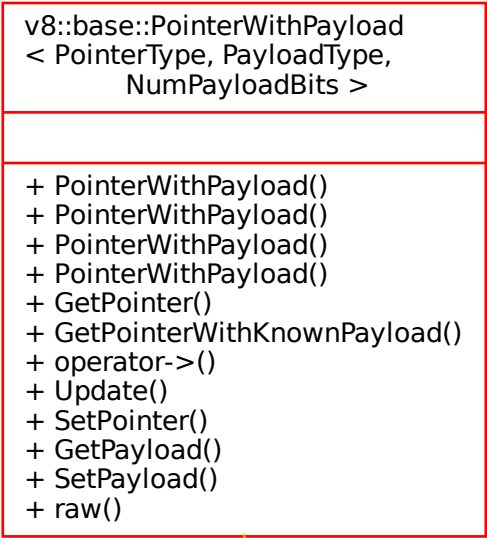 v8::base::PointerWithPayload
< PointerType, PayloadType,
NumPayloadBits >
+ PointerWithPayload()
+ PointerWithPayload()
+ PointerWithPayload()
+ PointerWithPayload()
+ GetPointer()
+ GetPointerWithKnownPayload()
+ operator->()
+ Update()
+ SetPointer()
+ GetPayload()
+ SetPayload()
+ raw()